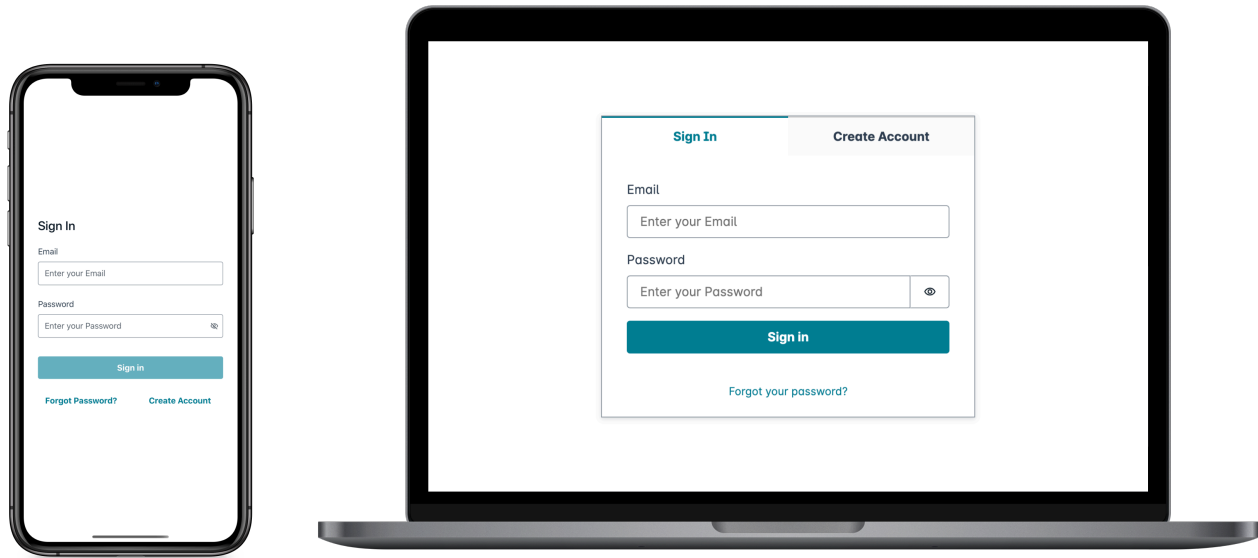 Sign In
Email
Enter your Email
Password
Enter your Password
Sign in
Forgot Password? Create Account
Sign In Create Account
Email
Enter your Email
Password
Enter your Password
Sign in
Forgot your password?